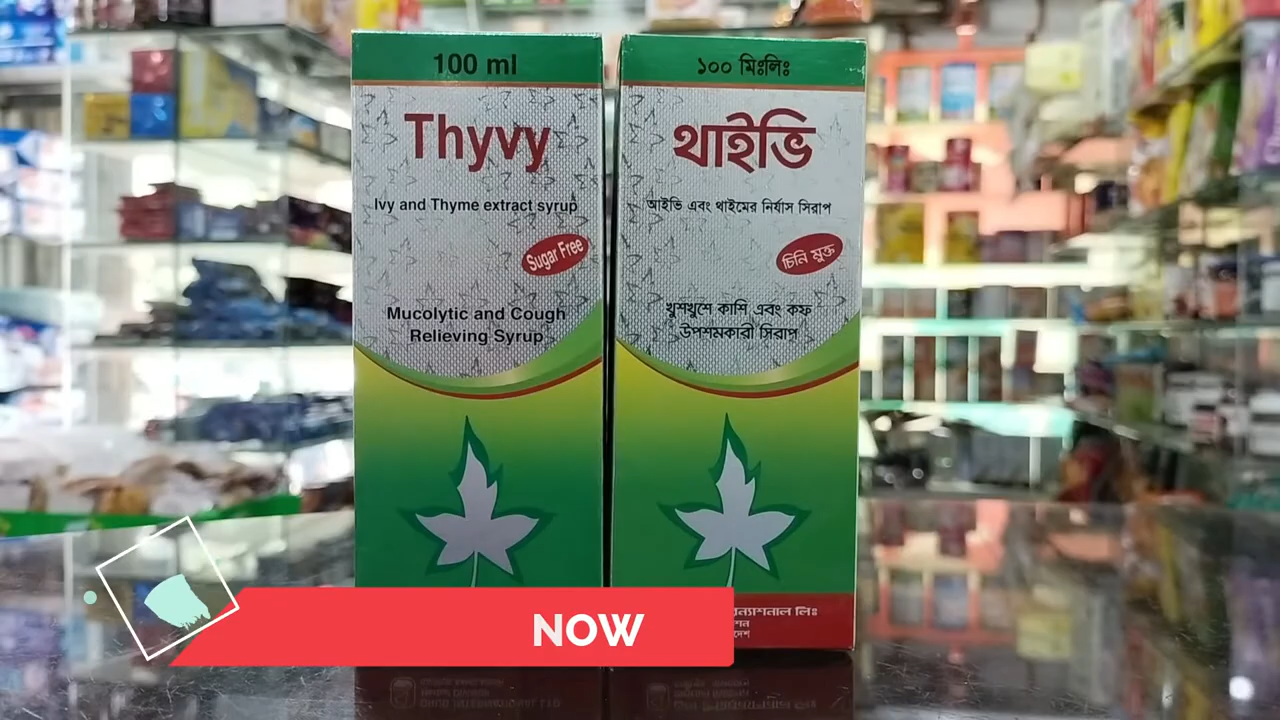 100 ml
Thyvy
Ivy and Thyme extract syrup
Sugar Free
Mucolytic and Cough
Relieving Syrup
১০০ মিঃলিঃ
থাইভি
আইভি এবং থাইমের নির্যাস সিরাপ
চিনি মুক্ত
খুশখুশে কাশি এবং কফ
উপশমকারী সিরাপ
লিঃ
NOW